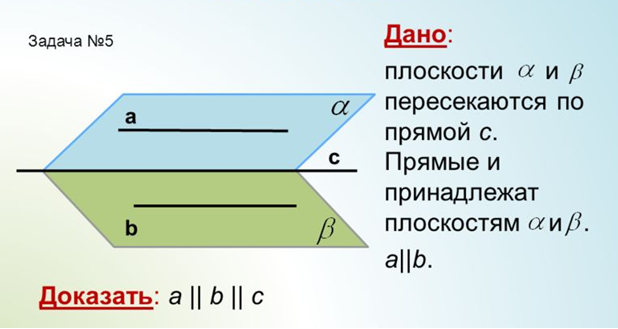 Задача №5
Дано:
плоскости α и β
пересекаются по
прямой c.
Прямые и
принадлежат
плоскостям α и β.
a||b.
a
α
c
b
β
Доказать: a || b || c